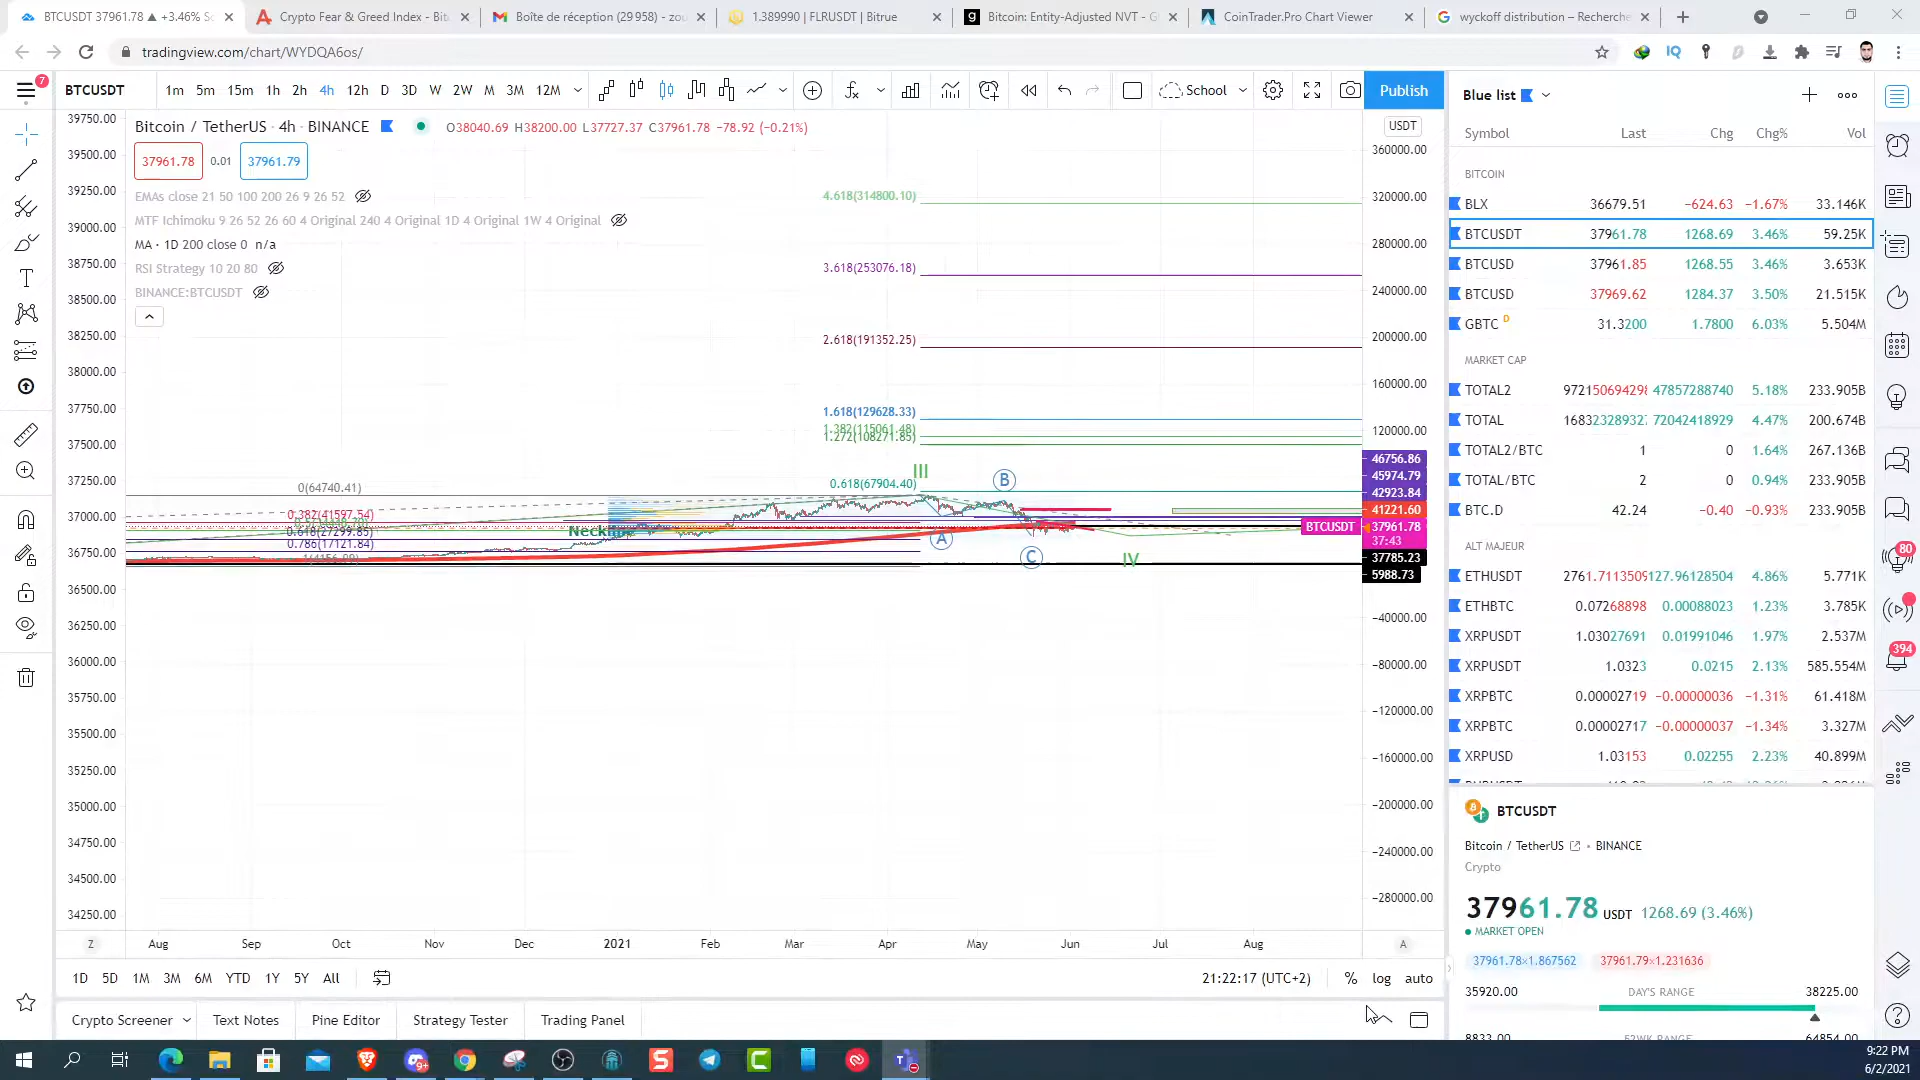 BTCUSDT 37961.78 ▲ +3.46% Sc
Crypto Fear & Greed Index - Bit
Boîte de réception (29 958) - zou
1.389990 | FLRUSDT | Bitrue
Bitcoin: Entity-Adjusted NVT - G
CoinTrader.Pro Chart Viewer
wyckoff distribution – Recherche
tradingview.com/chart/WYDQA6os/
7
BTCUSDT 1m 5m 15m 1h 2h 4h 12h D 3D W 2W M 3M 12M School Publish
Bitcoin / TetherUS · 4h · BINANCE O38040.69 H38200.00 L37727.37 C37961.78 −78.92 (−0.21%)
37961.78 0.01 37961.79
EMAs close 21 50 100 200 26 9 26 52
MTF Ichimoku 9 26 52 26 60 4 Original 240 4 Original 1D 4 Original 1W 4 Original
MA · 1D 200 close 0 n/a
RSI Strategy 10 20 80
BINANCE:BTCUSDT
39750.00
39500.00
39250.00
39000.00
38750.00
38500.00
38250.00
38000.00
37750.00
37500.00
37250.00
37000.00
36750.00
36500.00
36250.00
36000.00
35750.00
35500.00
35250.00
35000.00
34750.00
34500.00
34250.00
4.618(314800.10)
3.618(253076.18)
2.618(191352.25)
1.618(129628.33)
1.382(115061.48)
1.272(108271.85)
0.618(67904.40)
0(64740.41)
0.382(41597.54)
0.618(27299.85)
0.786(17121.84)
III
B
A
C
IV
USDT
360000.00
320000.00
280000.00
240000.00
200000.00
160000.00
120000.00
46756.86
45974.79
42923.84
41221.60
BTCUSDT 37961.78
37:43
37785.23
5988.73
−40000.00
−80000.00
−120000.00
−160000.00
−200000.00
−240000.00
−280000.00
Z Aug Sep Oct Nov Dec 2021 Feb Mar Apr May Jun Jul Aug A
1D 5D 1M 3M 6M YTD 1Y 5Y All 21:22:17 (UTC+2) % log auto
Crypto Screener Text Notes Pine Editor Strategy Tester Trading Panel
Blue list
Symbol Last Chg Chg% Vol
BITCOIN
BLX 36679.51 −624.63 −1.67% 33.146K
BTCUSDT 37961.78 1268.69 3.46% 59.25K
BTCUSD 37961.85 1268.55 3.46% 3.653K
BTCUSD 37969.62 1284.37 3.50% 21.515K
GBTC D 31.3200 1.7800 6.03% 5.504M
MARKET CAP
TOTAL2 972150694298 47857288740 5.18% 233.905B
TOTAL 168323289327 72042418929 4.47% 200.674B
TOTAL2/BTC 1 0 1.64% 267.136B
TOTAL/BTC 2 0 0.94% 233.905B
BTC.D 42.24 −0.40 −0.93% 233.905B
ALT MAJEUR
ETHUSDT 2761.7113509 127.96128504 4.86% 5.771K
ETHBTC 0.07268898 0.00088023 1.23% 3.785K
XRPUSDT 1.03027691 0.01991046 1.97% 2.537M
XRPUSDT 1.0323 0.0215 2.13% 585.554M
XRPBTC 0.00002719 −0.00000036 −1.31% 61.418M
XRPBTC 0.00002717 −0.00000037 −1.34% 3.327M
XRPUSD 1.03153 0.02255 2.23% 40.899M
BTCUSDT
Bitcoin / TetherUS • BINANCE
Crypto
37961.78 USDT 1268.69 (3.46%)
MARKET OPEN
37961.78×1.867562 37961.79×1.231636
35920.00 DAY'S RANGE 38225.00
8833.00 52WK RANGE 64854.00
80
394
9:22 PM
6/2/2021